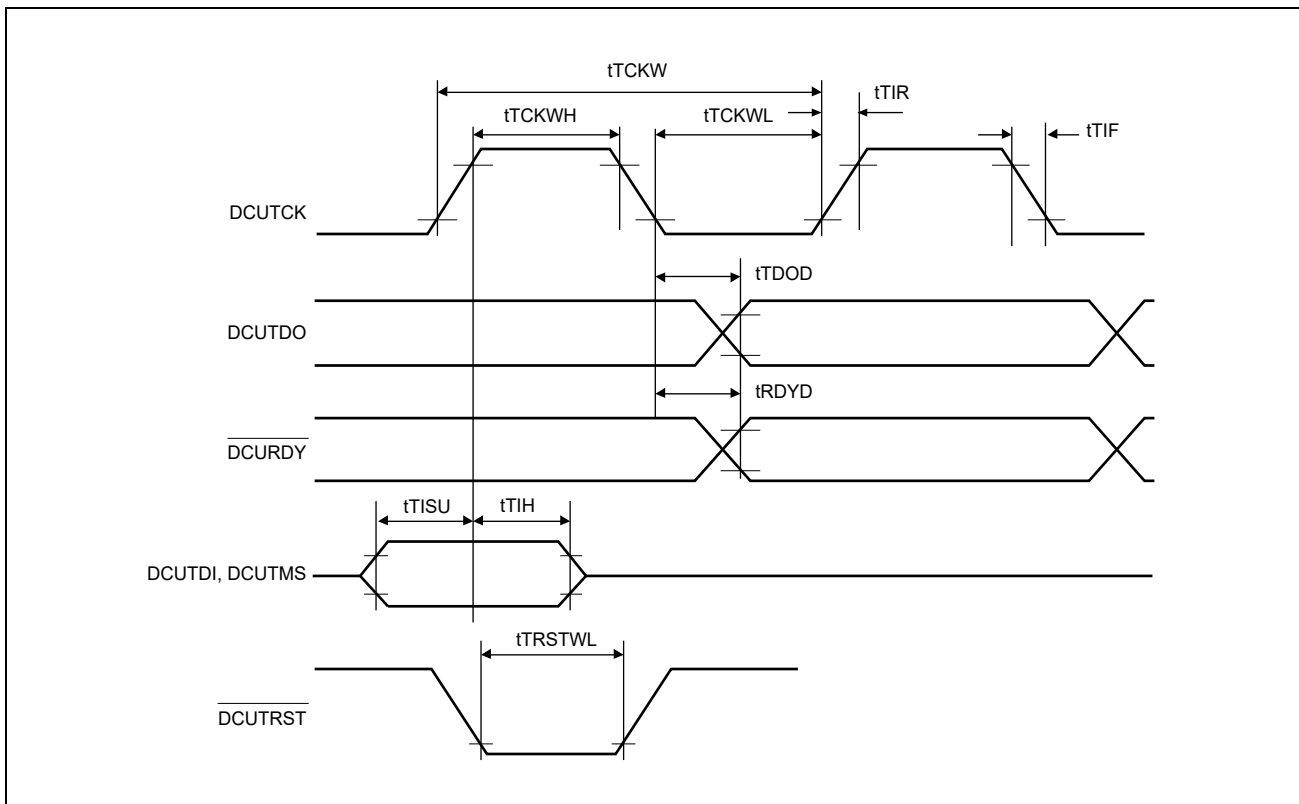 tTCKW
tTIR
tTCKWH
tTCKWL
tTIF
DCUTCK
tTDOD
DCUTDO
tRDYD
DCURDY
tTISU
tTIH
DCUTDI, DCUTMS
tTRSTWL
DCUTRST